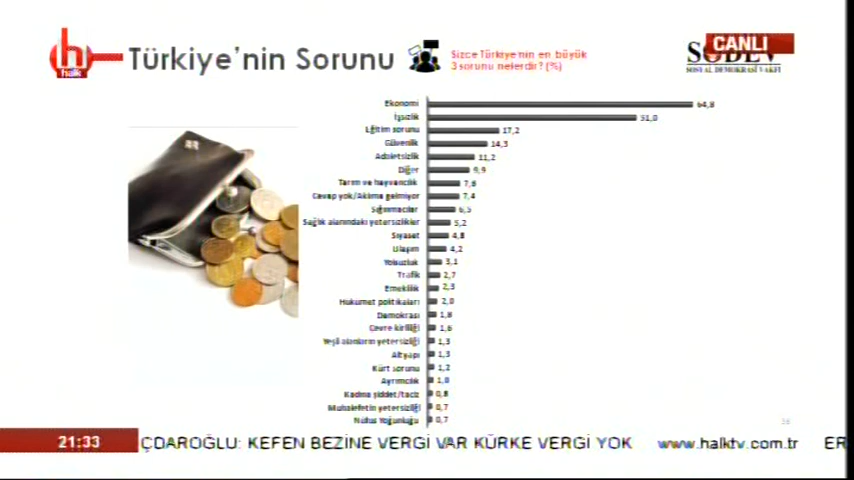 halk
Türkiye'nin Sorunu
Sizce Türkiye'nin en büyük
3 sorunu nelerdir? (%)
CANLI
SODEV
SOSYAL DEMOKRASİ VAKFI
Ekonomi 64,8
İşsizlik 51,0
Eğitim sorunu 17,2
Güvenlik 14,3
Adaletsizlik 11,2
Diğer 9,9
Tarım ve hayvancılık 7,8
Cevap yok/Aklıma gelmiyor 7,4
Sığınmacılar 6,5
Sağlık alanındaki yetersizlikler 5,2
Siyaset 4,8
Ulaşım 4,2
Yolsuzluk 3,1
Trafik 2,7
Emeklilik 2,3
Hükümet politikaları 2,0
Demokrasi 1,8
Çevre kirliliği 1,6
Yeşil alanların yetersizliği 1,3
Altyapı 1,3
Kürt sorunu 1,2
Ayrımcılık 1,0
Kadına şiddet/taciz 0,8
Muhalefetin yetersizliği 0,7
Nüfus Yoğunluğu 0,7
21:33 ÇDAROĞLU: KEFEN BEZİNE VERGİ VAR KÜRKE VERGİ YOK www.halktv.com.tr ER